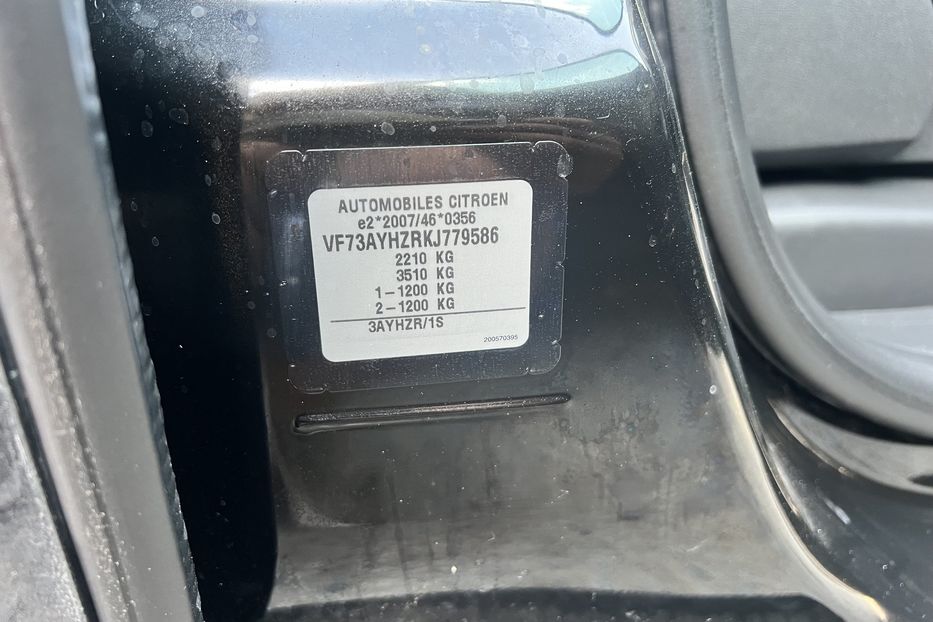 AUTOMOBILES CITROEN
e2*2007/46*0356
VF73AYHZRKJ779586
2210 KG
3510 KG
1-1200 KG
2-1200 KG
3AYHZR/1S
200570395